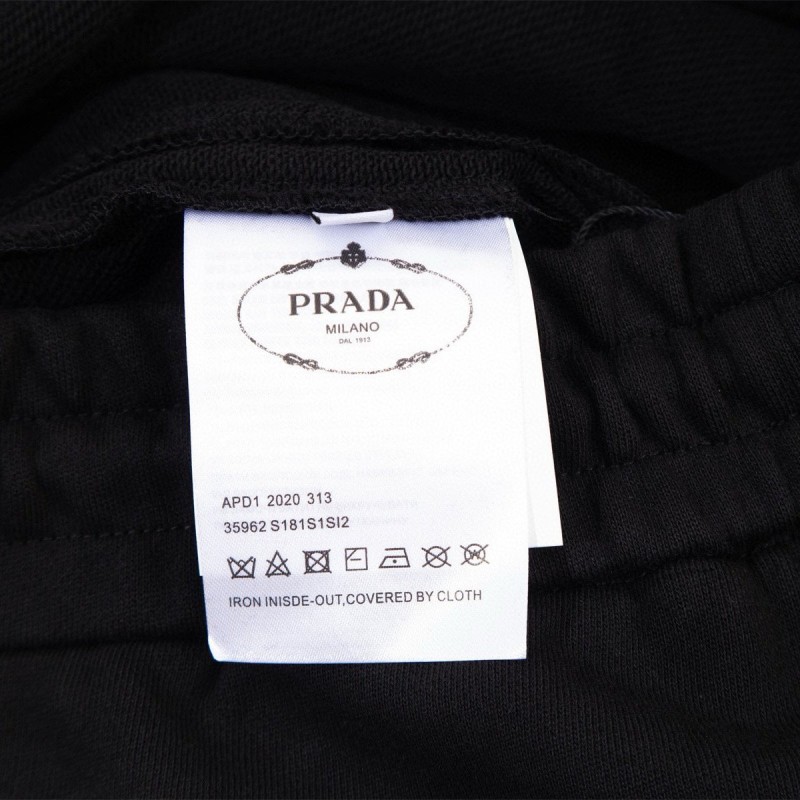 PRADA
MILANO
DAL 1913
APD1 2020 313
35962 S181S1SI2
IRON INISDE-OUT,COVERED BY CLOTH